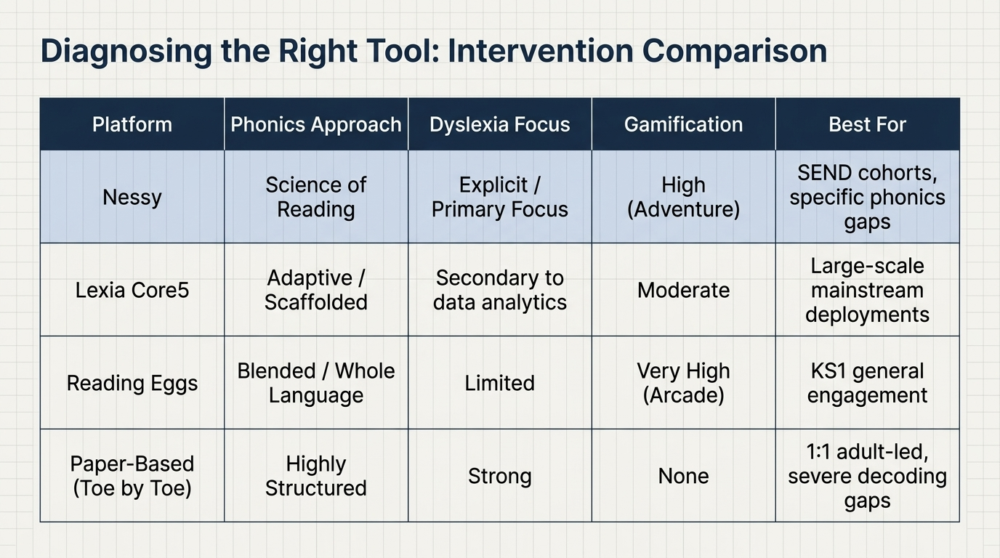 Diagnosing the Right Tool: Intervention Comparison
Platform
Phonics Approach
Dyslexia Focus
Gamification
Best For
Nessy
Science of
Reading
Explicit /
Primary Focus
High
(Adventure)
SEND cohorts,
specific phonics
gaps
Lexia Core5
Adaptive /
Scaffolded
Secondary to
data analytics
Moderate
Large-scale
mainstream
deployments
Reading Eggs
Blended / Whole
Language
Limited
Very High
(Arcade)
KS1 general
engagement
Paper-Based
(Toe by Toe)
Highly
Structured
Strong
None
1:1 adult-led,
severe decoding
gaps